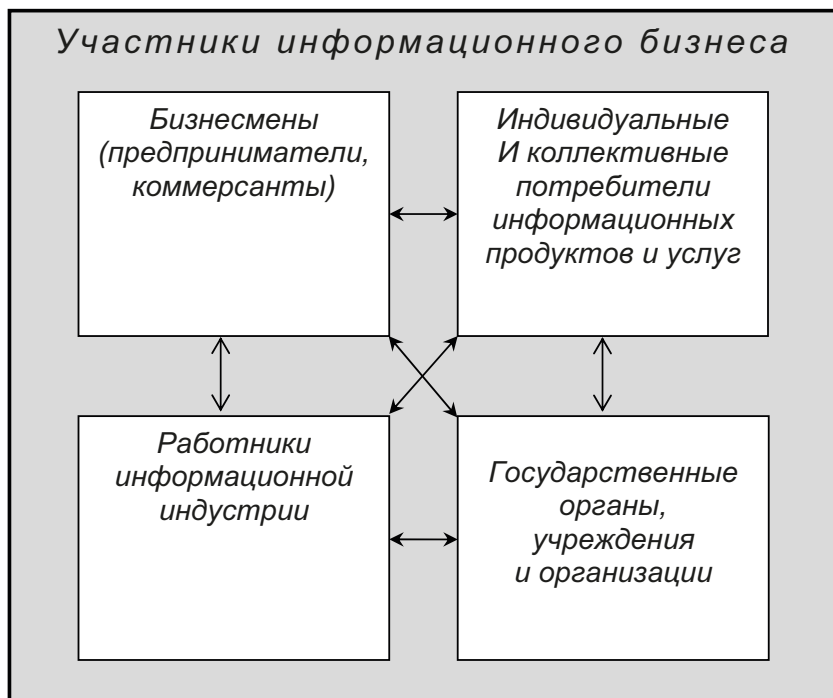 Участники информационного бизнеса
Бизнесмены
(предприниматели,
коммерсанты)
Индивидуальные
И коллективные
потребители
информационных
продуктов и услуг
Работники
информационной
индустрии
Государственные
органы,
учреждения
и организации